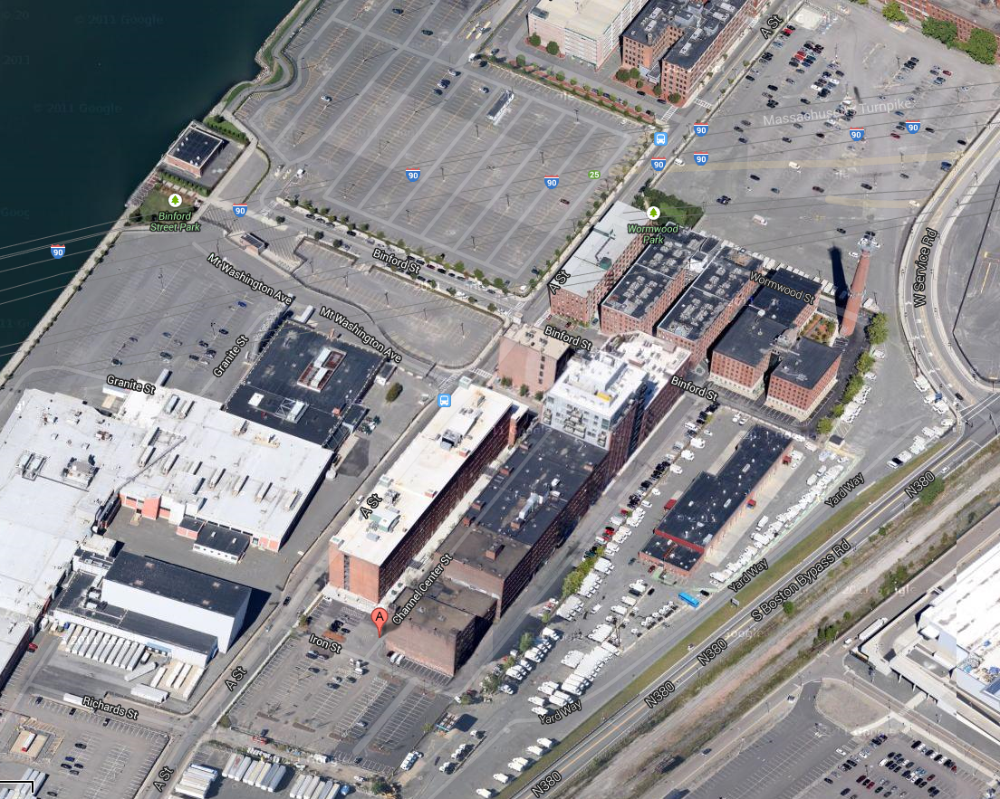 © 2011 Google
A St
Massachusetts Turnpike
90
90
90
90
90
25
90
90
Binford
Street Park
90
Wormwood
Park
90
W Service Rd
Binford St
Mt Washington Ave
A St
Wormwood St
Mt Washington Ave
Binford St
Granite St
Granite St
Binford St
A St
N380
Yard Way
Channel Center St
Yard Way
S Boston Bypass Rd
A
Iron St
N380
A St
N380
Richards St
Yard Way
A St
N380